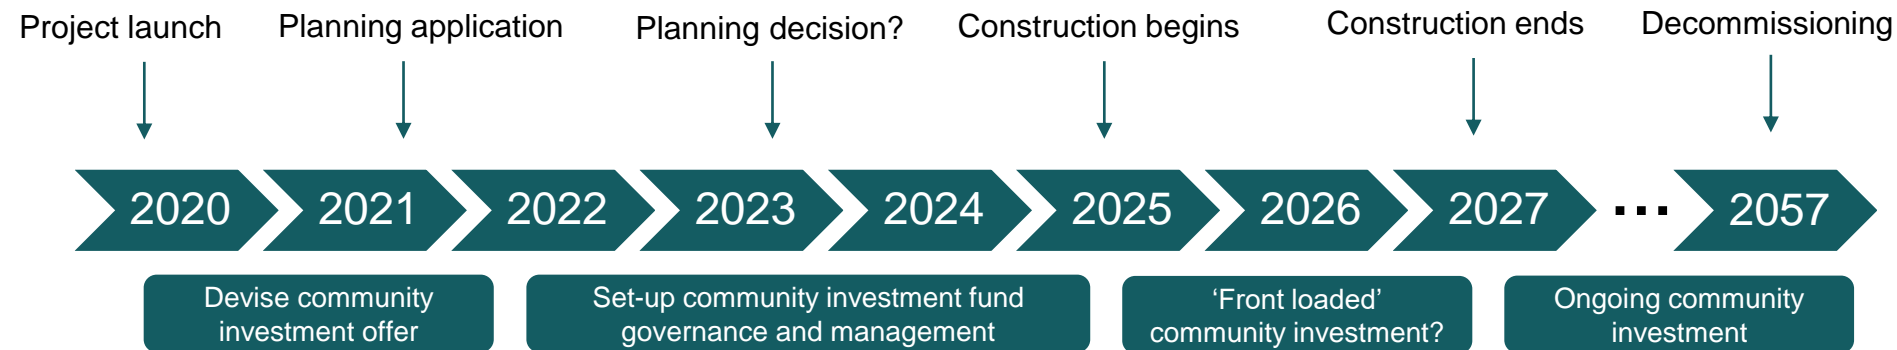 Project launch
Planning application
Planning decision?
Construction begins
Construction ends
Decommissioning
2020
2021
2022
2023
2024
2025
2026
2027
...
2057
Devise community
investment offer
Set-up community investment fund
governance and management
‘Front loaded’
community investment?
Ongoing community
investment